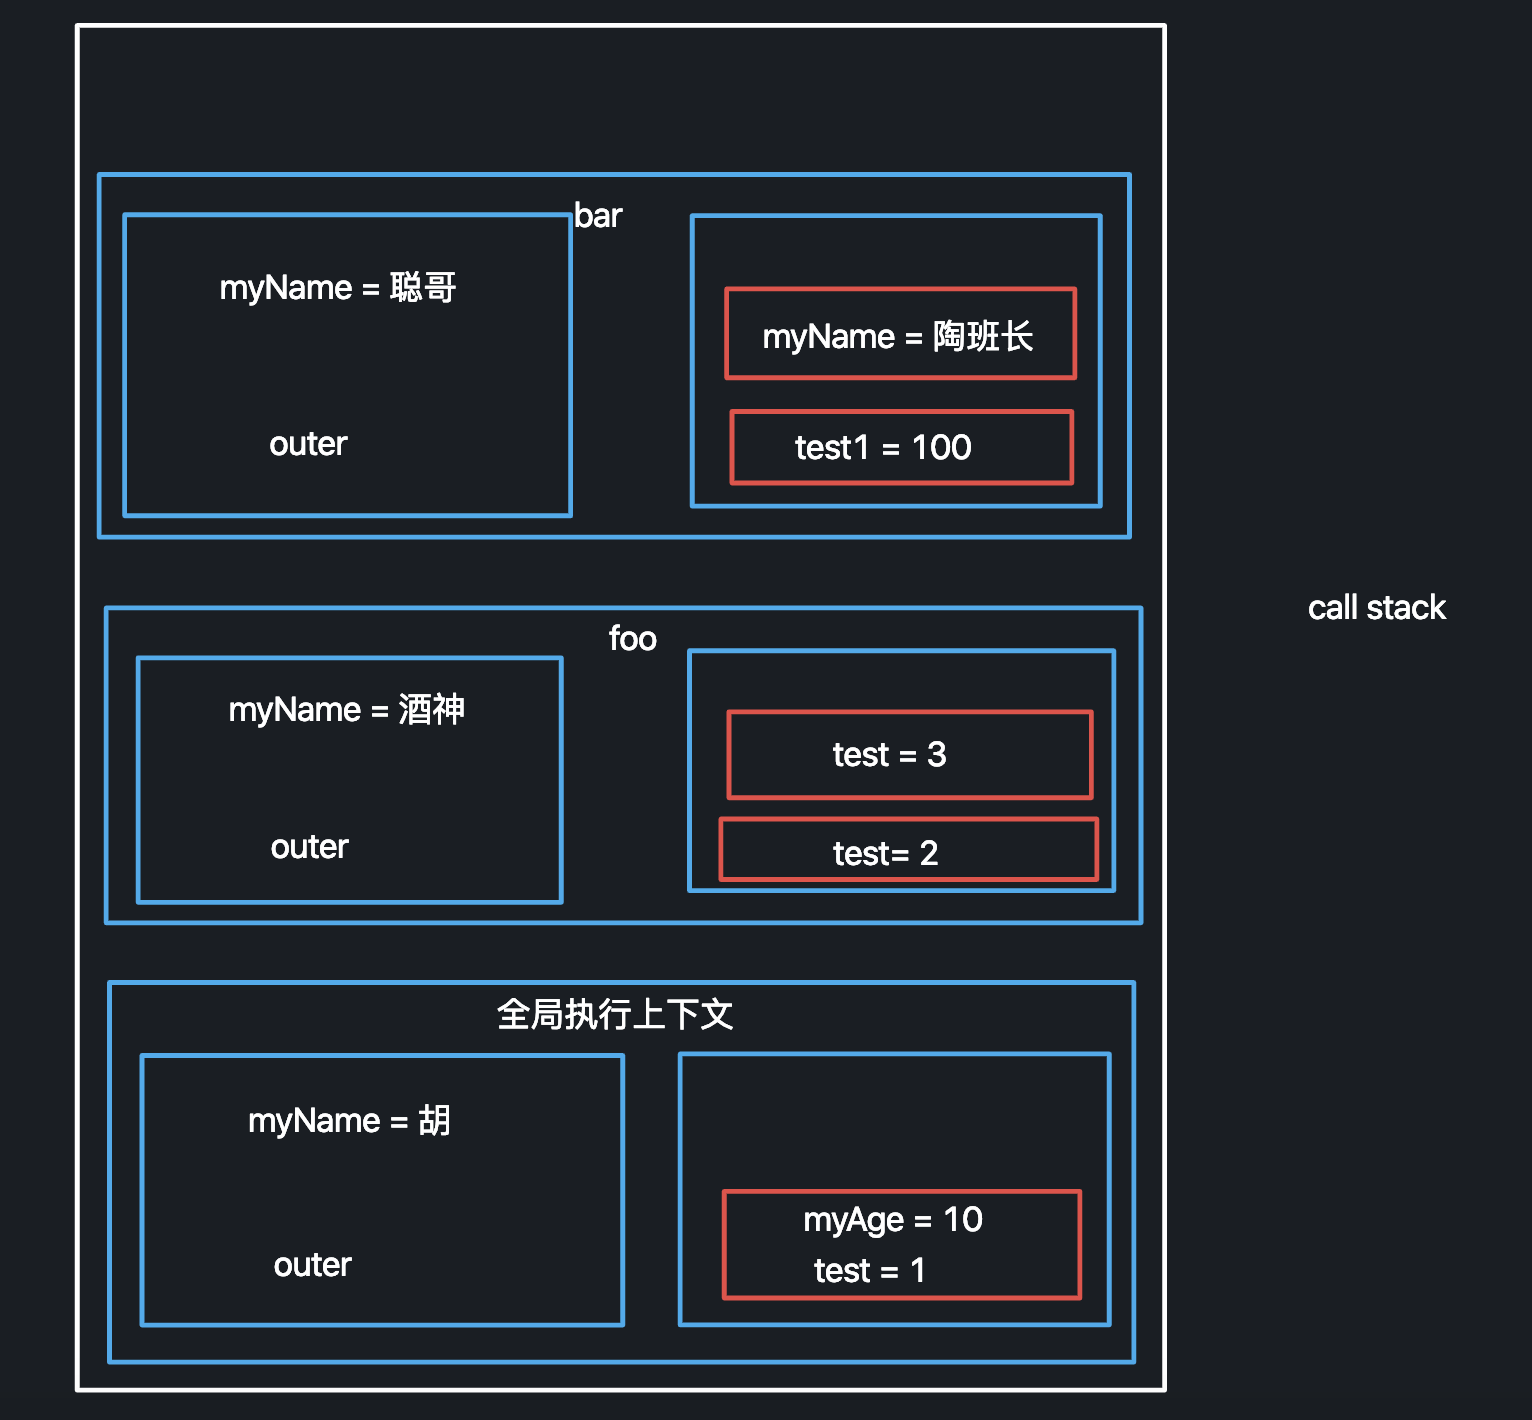 bar
myName = 聪哥
outer
myName = 陶班长
test1 = 100
foo
myName = 酒神
outer
test = 3
test= 2
全局执行上下文
myName = 胡
outer
myAge = 10
test = 1
call stack